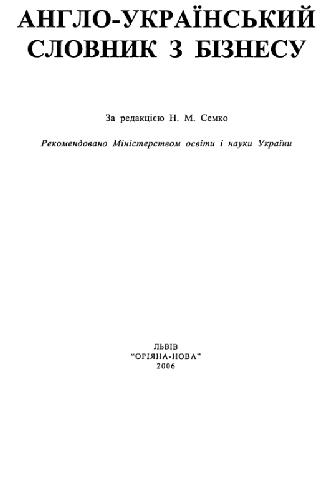 АНГЛО-УКРАЇНСЬКИЙ
СЛОВНИК З БІЗНЕСУ
За редакцією Н. М. Семко
Рекомендовано Міністерством освіти і науки України
ЛЬВІВ
"ОРІЯНА-НОВА"
2006